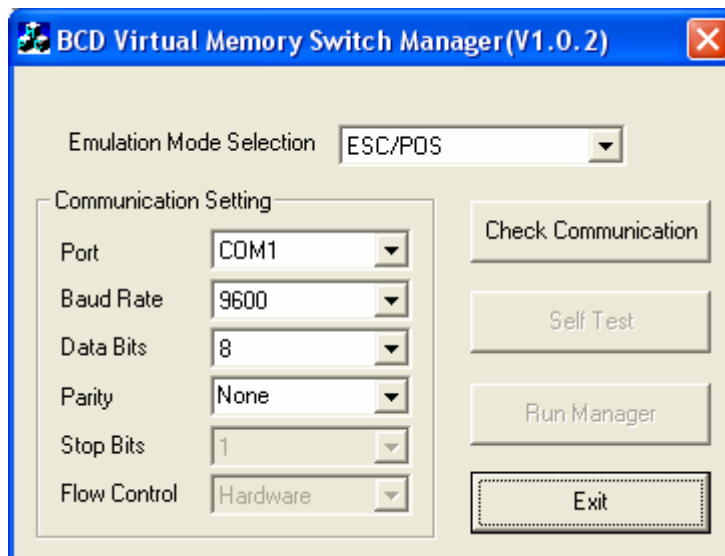 BCD Virtual Memory Switch Manager(V1.0.2)
Emulation Mode Selection ESC/POS
Communication Setting
Port COM1
Baud Rate 9600
Data Bits 8
Parity None
Stop Bits 1
Flow Control Hardware
Check Communication
Self Test
Run Manager
Exit